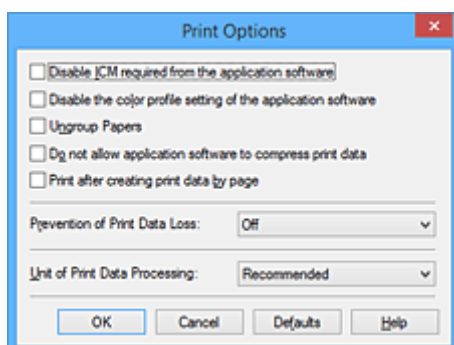 Print Options
Disable ICM required from the application software
Disable the color profile setting of the application software
Ungroup Papers
Do not allow application software to compress print data
Print after creating print data by page
Prevention of Print Data Loss: Off
Unit of Print Data Processing: Recommended
OK Cancel Defaults Help